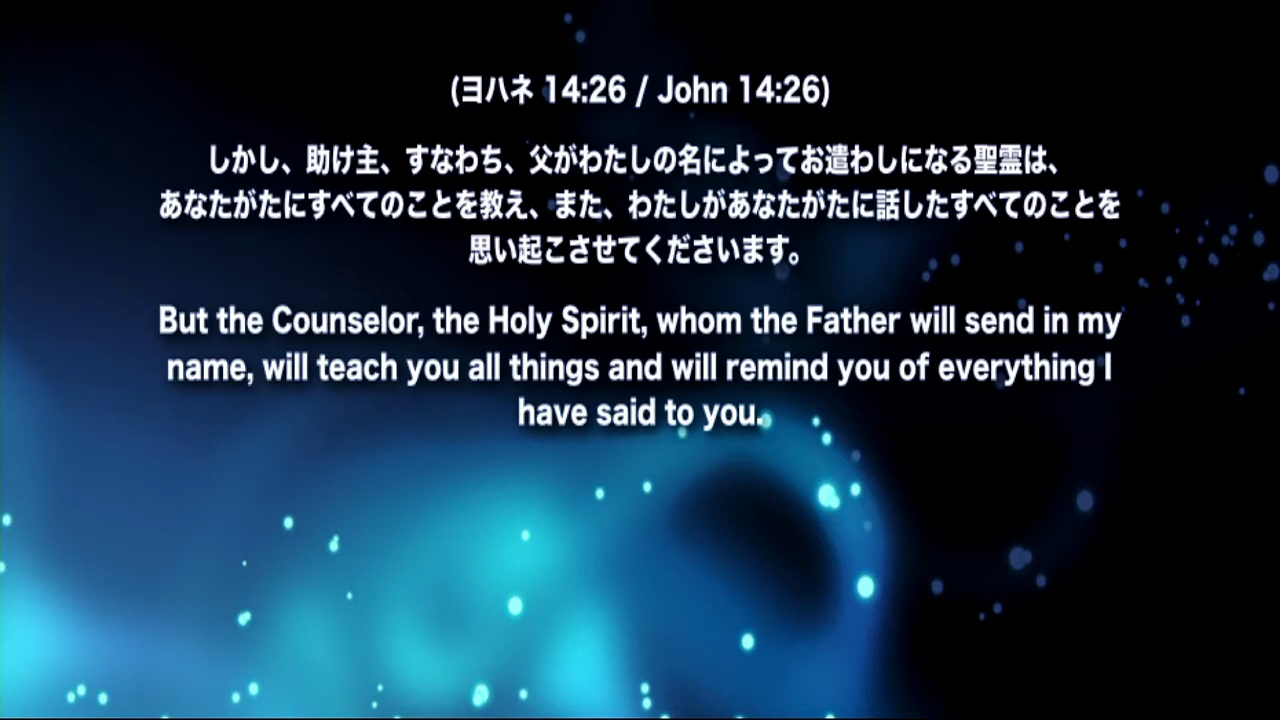 (ヨハネ 14:26 / John 14:26)
しかし、助け主、すなわち、父がわたしの名によってお遣わしになる聖霊は、
あなたがたにすべてのことを教え、また、わたしがあなたがたに話したすべてのことを
思い起こさせてくださいます。
But the Counselor, the Holy Spirit, whom the Father will send in my
name, will teach you all things and will remind you of everything I
have said to you.